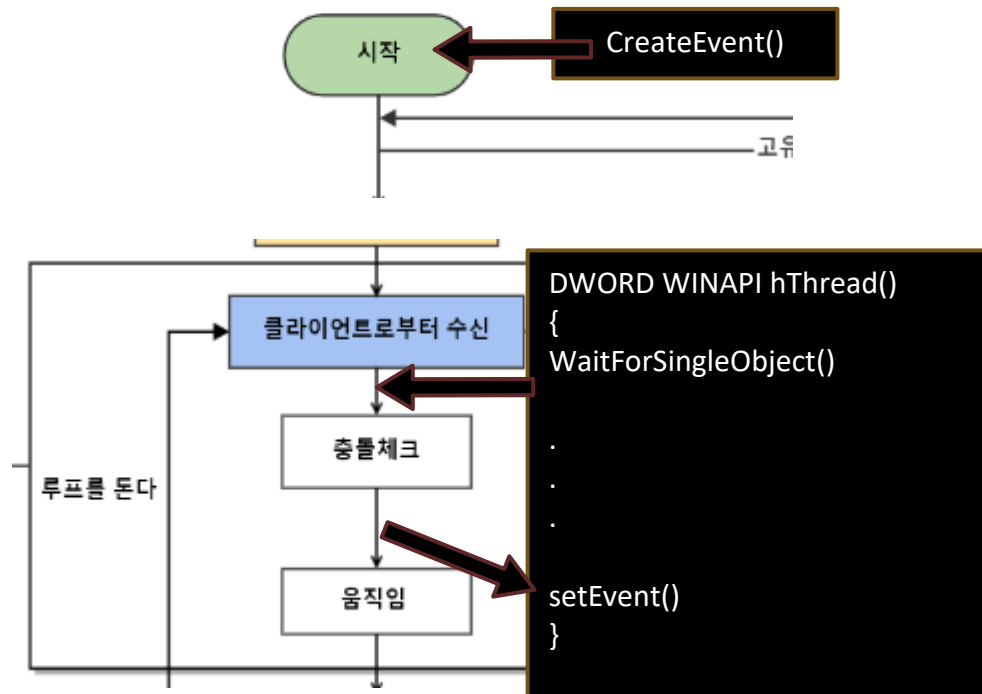 시작
CreateEvent()
고유
클라이언트로부터 수신
충돌체크
루프를 돈다
움직임
DWORD WINAPI hThread()
{
WaitForSingleObject()
.
.
.
setEvent()
}